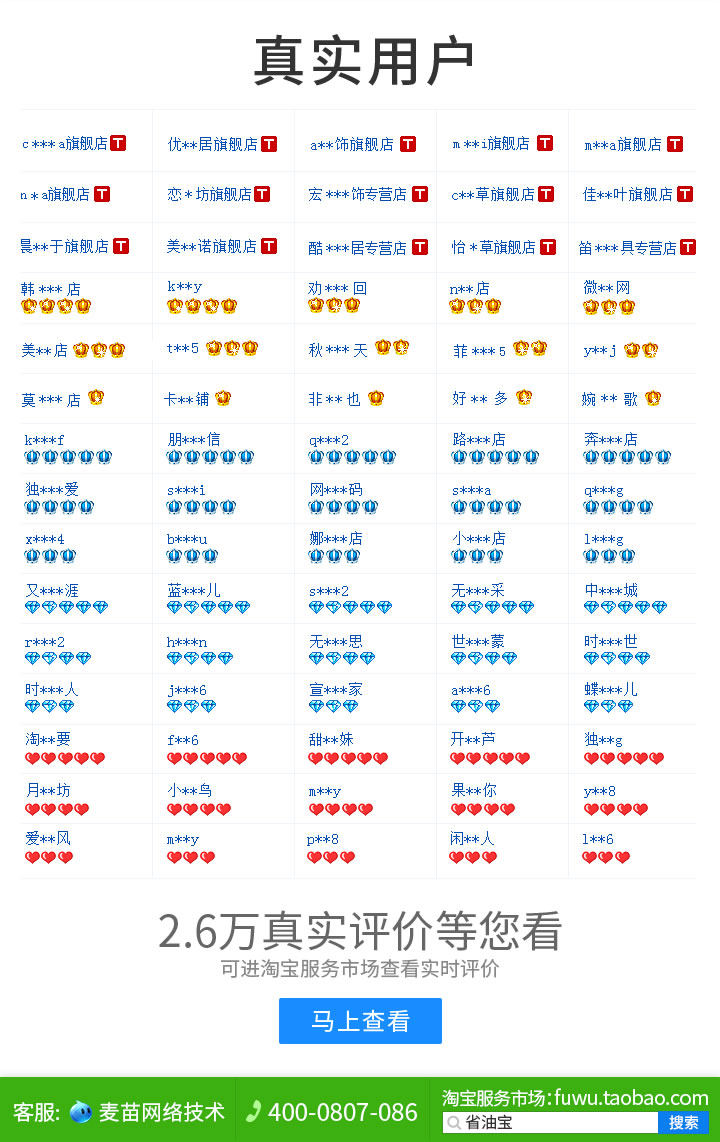 真实用户
c***a旗舰店 T 优**居旗舰店 T a**饰旗舰店 T m**i旗舰店 T m**a旗舰店 T
n*a旗舰店 T 恋*坊旗舰店 T 宏***饰专营店 T c**草旗舰店 T 佳**叶旗舰店 T
晨**于旗舰店 T 美**诺旗舰店 T 酷***居专营店 T 怡*草旗舰店 T 笛***具专营店 T
韩***店 k**y 劝***回 n**店 微**网
美**店 t**5 秋***天 菲***5 y**j
莫***店 卡**铺 非**也 好**多 婉**歌
k***f 朋***信 q***2 路***店 奔***店
独***爱 s***i 网***码 s***a q***g
x***4 b***u 娜***店 小***店 l***g
又***涯 蓝***儿 s***2 无***采 中***城
r***2 h***n 无***思 世***蒙 时***世
时***人 j***6 宣***家 a***6 蝶***儿
淘**要 f**6 甜**妹 开**芦 独**g
月**坊 小**鸟 m**y 果**你 y**8
爱**风 m**y p**8 闲**人 l**6
2.6万真实评价等您看
可进淘宝服务市场查看实时评价
马上查看
客服: 麦苗网络技术 400-0807-086 淘宝服务市场:fuwu.taobao.com
省油宝 搜索